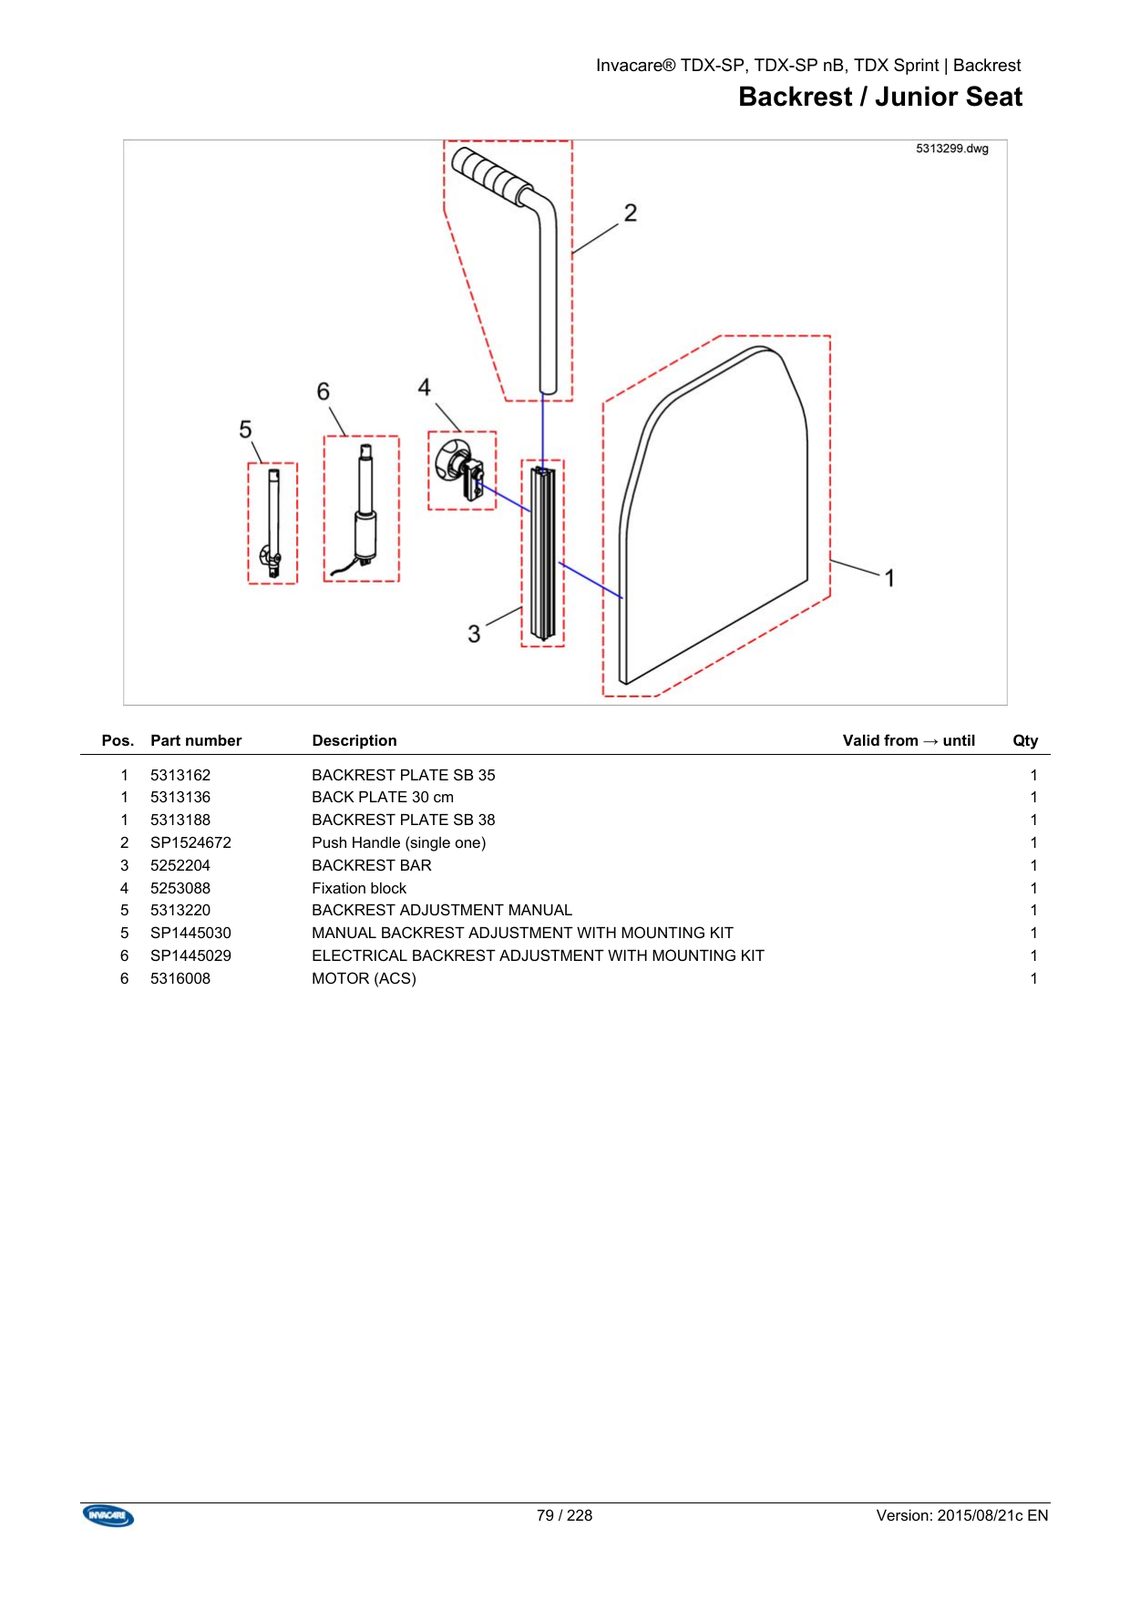 Invacare® TDX-SP, TDX-SP nB, TDX Sprint | Backrest
Backrest / Junior Seat
5313299.dwg
2
6
4
5
1
3
Pos. Part number Description Valid from → until Qty
1 5313162 BACKREST PLATE SB 35 1
1 5313136 BACK PLATE 30 cm 1
1 5313188 BACKREST PLATE SB 38 1
2 SP1524672 Push Handle (single one) 1
3 5252204 BACKREST BAR 1
4 5253088 Fixation block 1
5 5313220 BACKREST ADJUSTMENT MANUAL 1
5 SP1445030 MANUAL BACKREST ADJUSTMENT WITH MOUNTING KIT 1
6 SP1445029 ELECTRICAL BACKREST ADJUSTMENT WITH MOUNTING KIT 1
6 5316008 MOTOR (ACS) 1
INVACARE 79 / 228 Version: 2015/08/21c EN